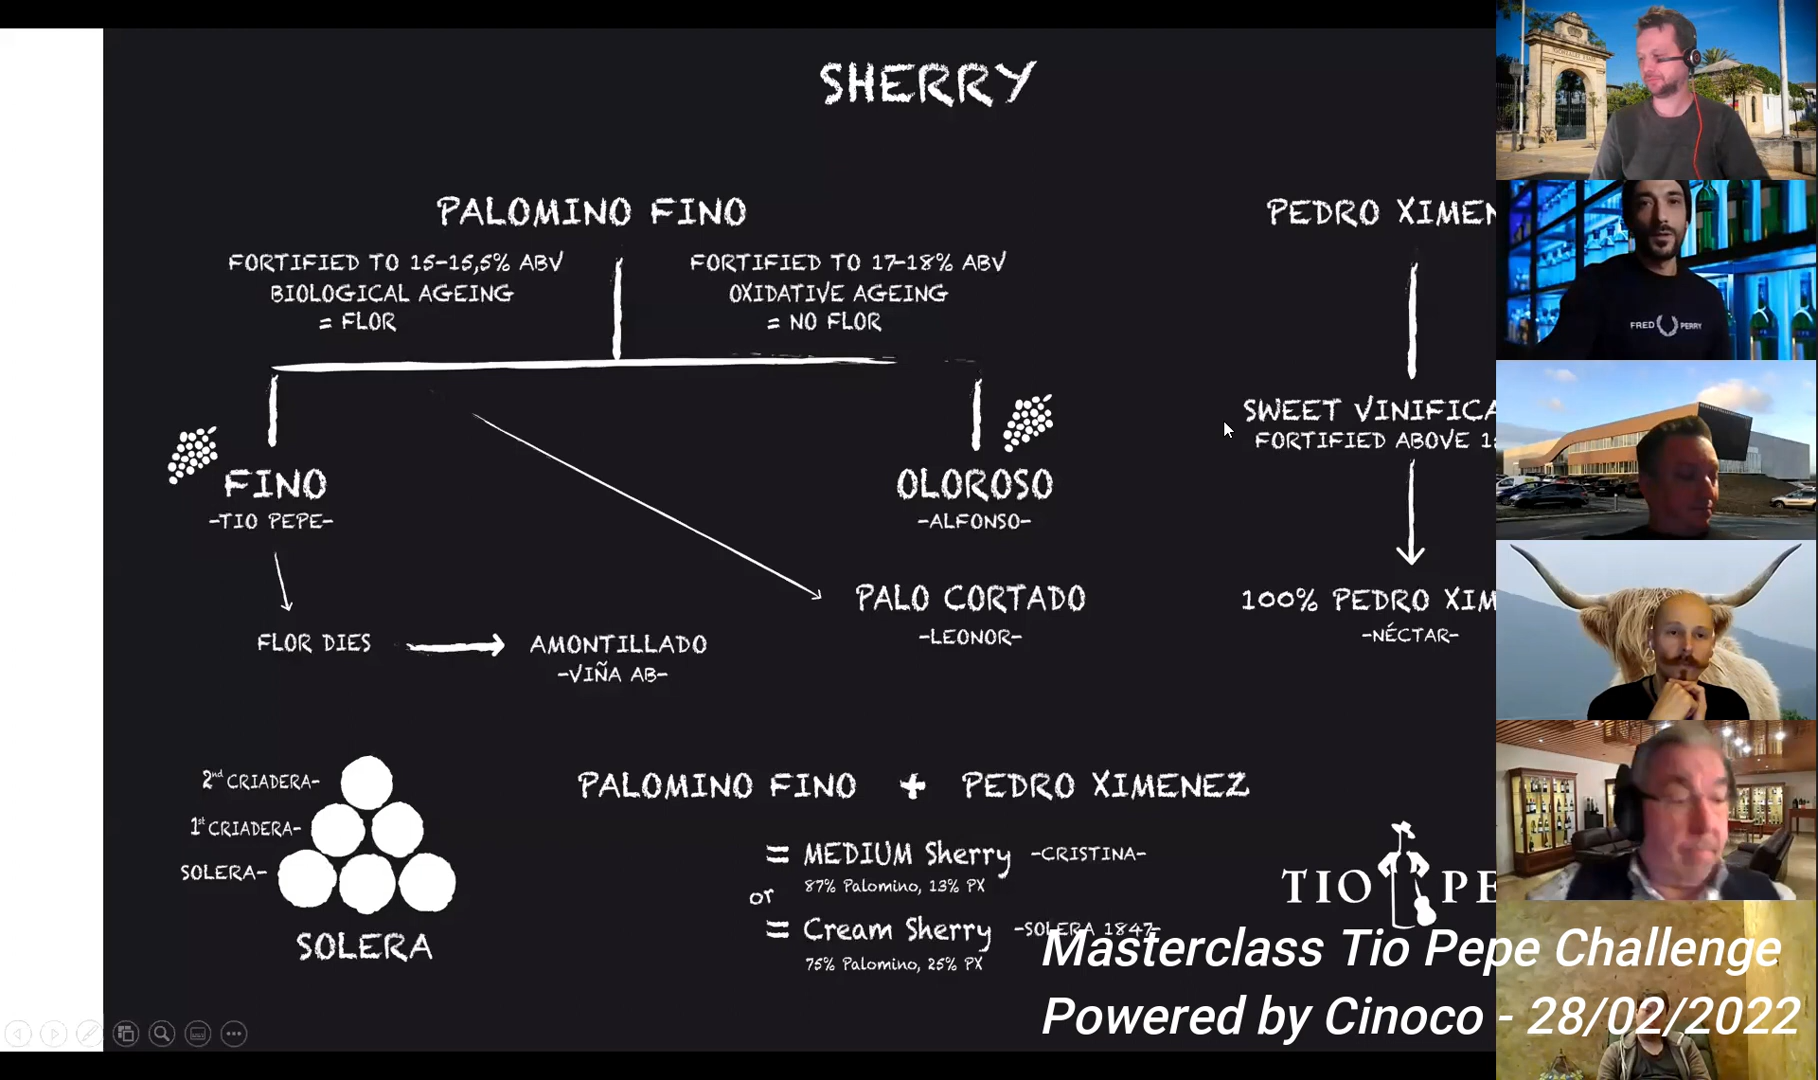 SHERRY
PALOMINO FINO
FORTIFIED TO 15-15,5% ABV
BIOLOGICAL AGEING
= FLOR
FORTIFIED TO 17-18% ABV
OXIDATIVE AGEING
= NO FLOR
PEDRO XIMEN
SWEET VINIFICA
FORTIFIED ABOVE 1
FINO
-TIO PEPE-
OLOROSO
-ALFONSO-
PALO CORTADO
-LEONOR-
100% PEDRO XIM
-NÉCTAR-
FLOR DIES
AMONTILLADO
-VIÑA AB-
2nd CRIADERA-
1st CRIADERA-
SOLERA-
SOLERA
PALOMINO FINO + PEDRO XIMENEZ
= MEDIUM Sherry -CRISTINA-
87% Palomino, 13% PX
or
= Cream Sherry -SOLERA 1847-
75% Palomino, 25% PX
TIO PE
FRED PERRY
Masterclass Tio Pepe Challenge
Powered by Cinoco - 28/02/2022